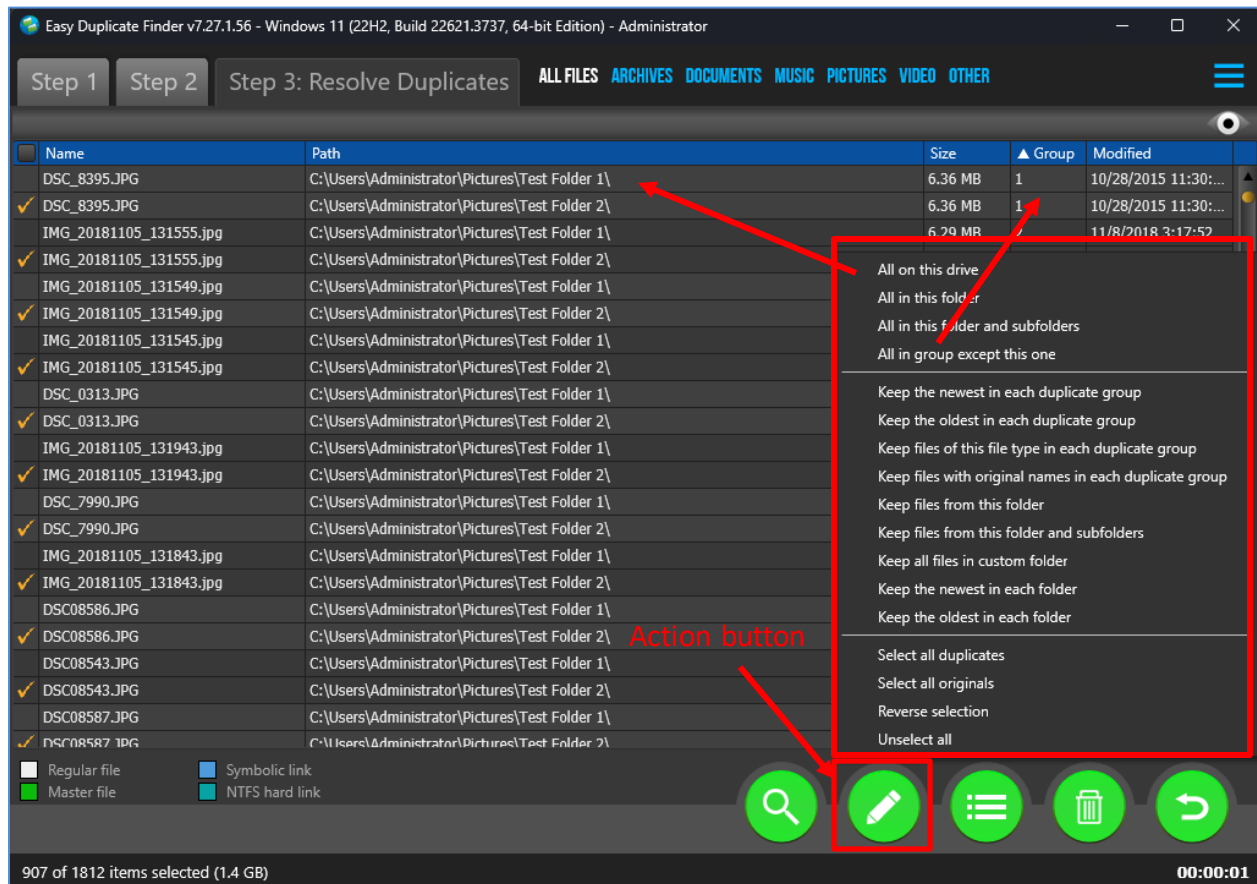 Easy Duplicate Finder v7.27.1.56 - Windows 11 (22H2, Build 22621.3737, 64-bit Edition) - Administrator
Step 1 Step 2 Step 3: Resolve Duplicates ALL FILES ARCHIVES DOCUMENTS MUSIC PICTURES VIDEO OTHER
Name Path Size ▲ Group Modified
DSC_8395.JPG C:\Users\Administrator\Pictures\Test Folder 1\ 6.36 MB 1 10/28/2015 11:30:...
DSC_8395.JPG C:\Users\Administrator\Pictures\Test Folder 2\ 6.36 MB 1 10/28/2015 11:30:...
IMG_20181105_131555.jpg C:\Users\Administrator\Pictures\Test Folder 1\ 6.29 MB 2 11/8/2018 3:17:52
IMG_20181105_131555.jpg C:\Users\Administrator\Pictures\Test Folder 2\
IMG_20181105_131549.jpg C:\Users\Administrator\Pictures\Test Folder 1\
IMG_20181105_131549.jpg C:\Users\Administrator\Pictures\Test Folder 2\
IMG_20181105_131545.jpg C:\Users\Administrator\Pictures\Test Folder 1\
IMG_20181105_131545.jpg C:\Users\Administrator\Pictures\Test Folder 2\
DSC_0313.JPG C:\Users\Administrator\Pictures\Test Folder 1\
DSC_0313.JPG C:\Users\Administrator\Pictures\Test Folder 2\
IMG_20181105_131943.jpg C:\Users\Administrator\Pictures\Test Folder 1\
IMG_20181105_131943.jpg C:\Users\Administrator\Pictures\Test Folder 2\
DSC_7990.JPG C:\Users\Administrator\Pictures\Test Folder 1\
DSC_7990.JPG C:\Users\Administrator\Pictures\Test Folder 2\
IMG_20181105_131843.jpg C:\Users\Administrator\Pictures\Test Folder 1\
IMG_20181105_131843.jpg C:\Users\Administrator\Pictures\Test Folder 2\
DSC08586.JPG C:\Users\Administrator\Pictures\Test Folder 1\
DSC08586.JPG C:\Users\Administrator\Pictures\Test Folder 2\
DSC08543.JPG C:\Users\Administrator\Pictures\Test Folder 1\
DSC08543.JPG C:\Users\Administrator\Pictures\Test Folder 2\
DSC08587.JPG C:\Users\Administrator\Pictures\Test Folder 1\
DSC08587.JPG C:\Users\Administrator\Pictures\Test Folder 2\
All on this drive
All in this folder
All in this folder and subfolders
All in group except this one
Keep the newest in each duplicate group
Keep the oldest in each duplicate group
Keep files of this file type in each duplicate group
Keep files with original names in each duplicate group
Keep files from this folder
Keep files from this folder and subfolders
Keep all files in custom folder
Keep the newest in each folder
Keep the oldest in each folder
Select all duplicates
Select all originals
Reverse selection
Unselect all
Action button
Regular file Symbolic link
Master file NTFS hard link
907 of 1812 items selected (1.4 GB) 00:00:01